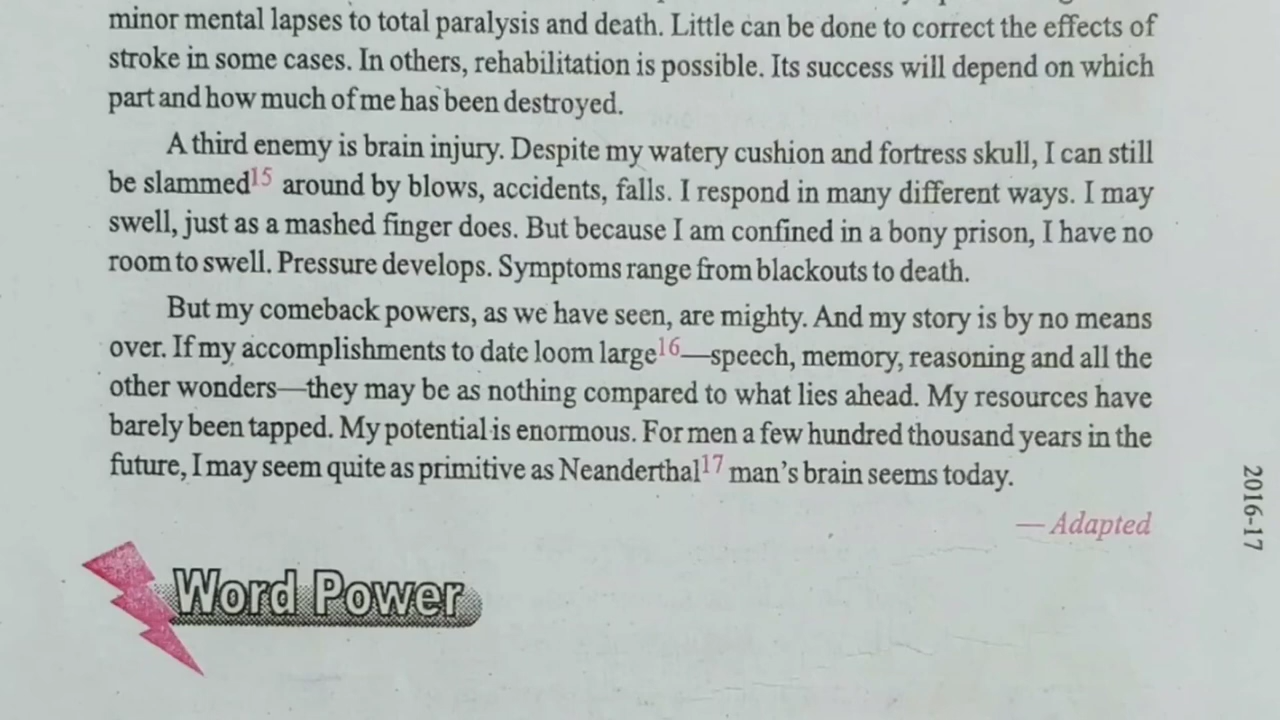 minor mental lapses to total paralysis and death. Little can be done to correct the effects of
stroke in some cases. In others, rehabilitation is possible. Its success will depend on which
part and how much of me has been destroyed.
A third enemy is brain injury. Despite my watery cushion and fortress skull, I can still
be slammed15 around by blows, accidents, falls. I respond in many different ways. I may
swell, just as a mashed finger does. But because I am confined in a bony prison, I have no
room to swell. Pressure develops. Symptoms range from blackouts to death.
But my comeback powers, as we have seen, are mighty. And my story is by no means
over. If my accomplishments to date loom large16—speech, memory, reasoning and all the
other wonders—they may be as nothing compared to what lies ahead. My resources have
barely been tapped. My potential is enormous. For men a few hundred thousand years in the
future, I may seem quite as primitive as Neanderthal17 man's brain seems today.
— Adapted
Word Power
2016-17